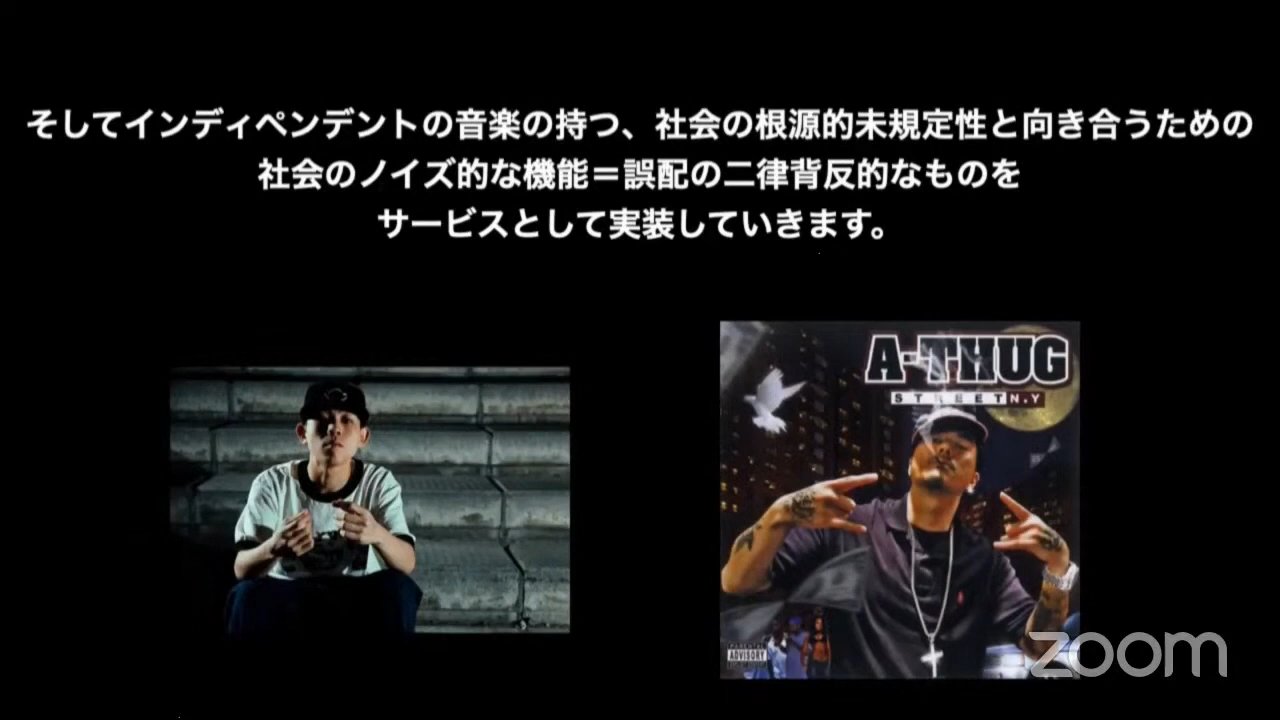 そしてインディペンデントの音楽の持つ、社会の根源的未規定性と向き合うための
社会のノイズ的な機能＝誤配の二律背反的なものを
サービスとして実装していきます。
A-THUG
STREET N.Y
PARENTAL
ADVISORY
zoom